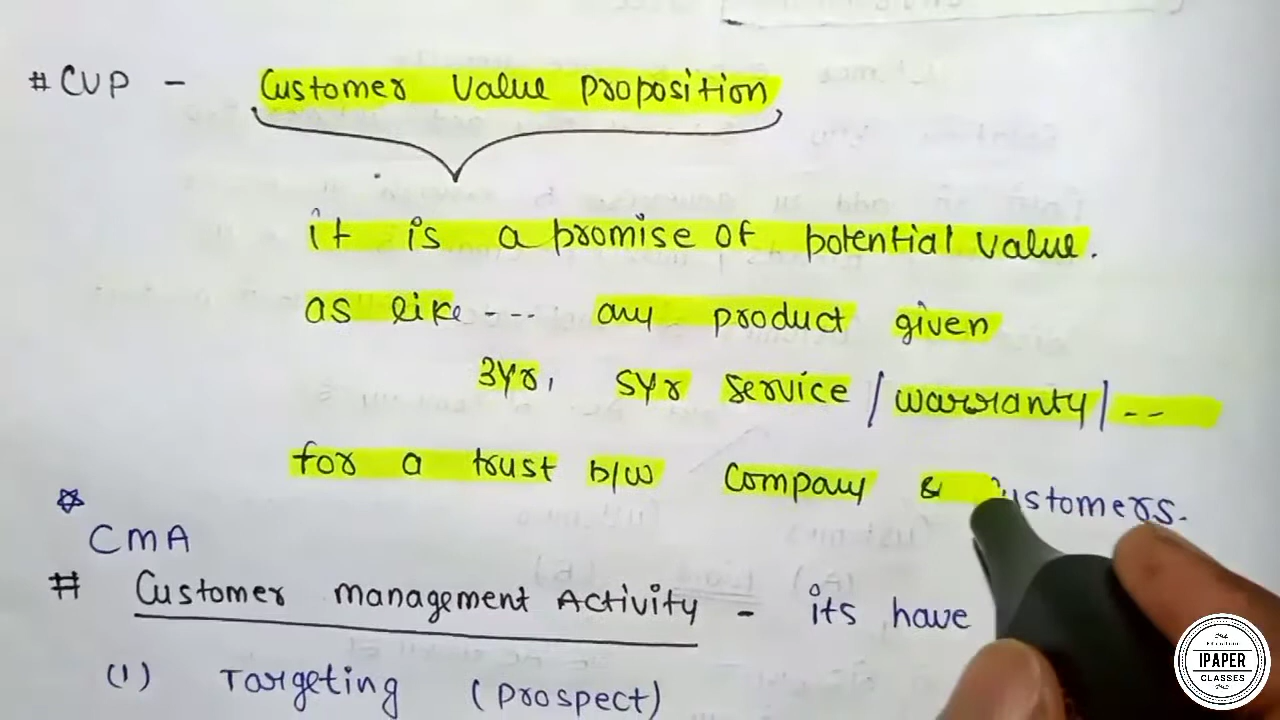 # CVP - Customer Value Proposition
it is a promise of potential value.
as like --- any product given
3Yr, 5Yr service / warranty / --
for a trust b/w Company & Customers.
CMA
# Customer management Activity - its have
(1) Targeting (Prospect)
IPAPER
CLASSES